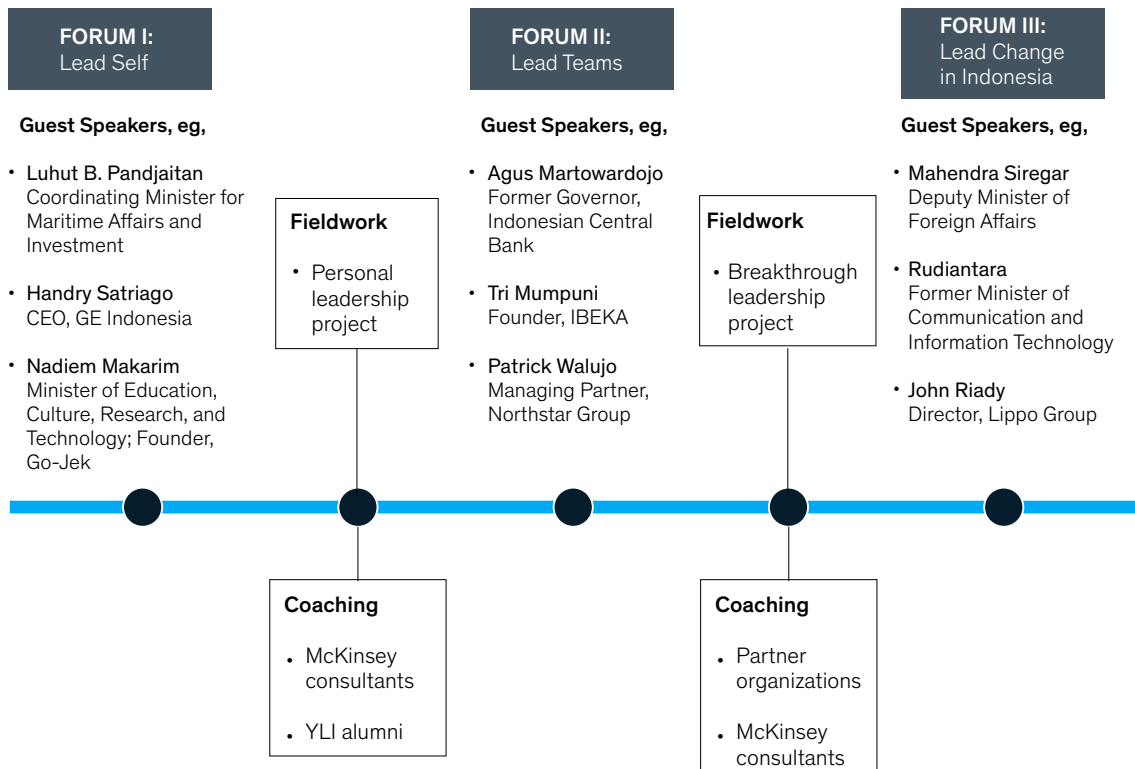 FORUM I:
Lead Self
Guest Speakers, eg,
• Luhut B. Pandjaitan
Coordinating Minister for
Maritime Affairs and
Investment
• Handry Satriago
CEO, GE Indonesia
• Nadiem Makarim
Minister of Education,
Culture, Research, and
Technology; Founder,
Go-Jek
Fieldwork
• Personal
leadership
project
Coaching
• McKinsey
consultants
• YLI alumni
FORUM II:
Lead Teams
Guest Speakers, eg,
• Agus Martowardojo
Former Governor,
Indonesian Central
Bank
• Tri Mumpuni
Founder, IBEKA
• Patrick Walujo
Managing Partner,
Northstar Group
Fieldwork
• Breakthrough
leadership
project
Coaching
• Partner
organizations
• McKinsey
consultants
FORUM III:
Lead Change
in Indonesia
Guest Speakers, eg,
• Mahendra Siregar
Deputy Minister of
Foreign Affairs
• Rudiantara
Former Minister of
Communication and
Information Technology
• John Riady
Director, Lippo Group